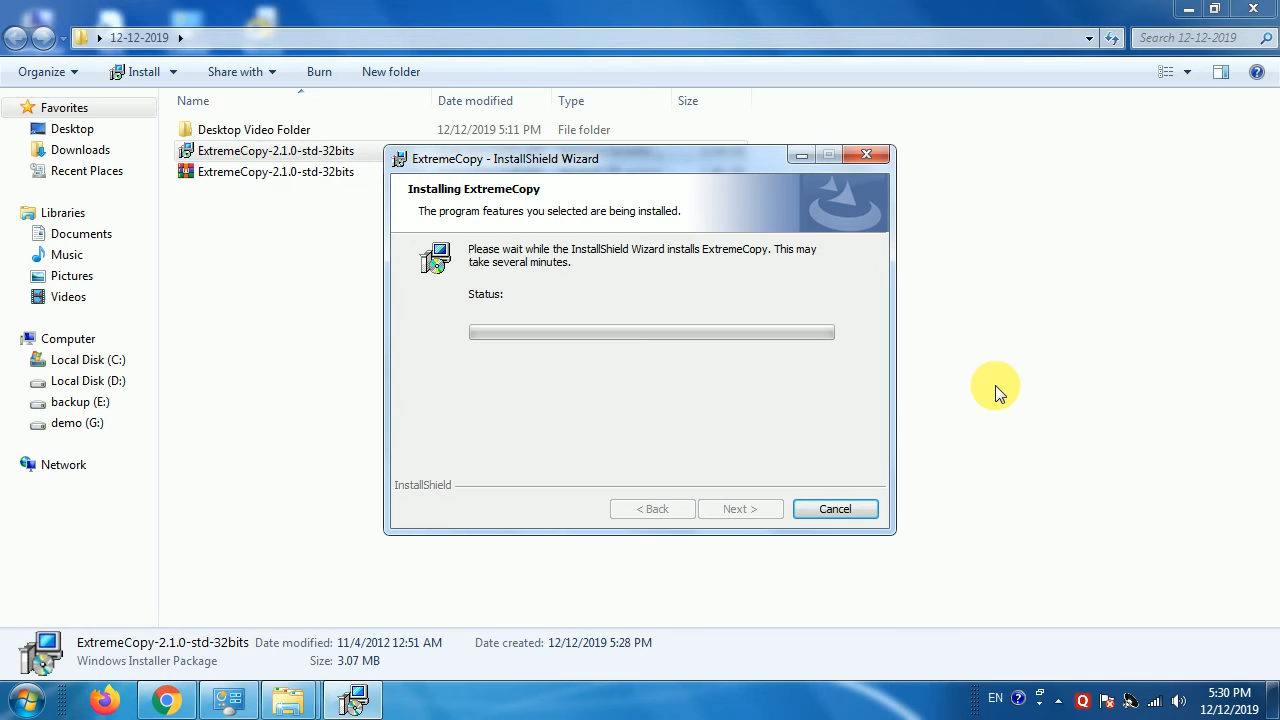 12-12-2019
Search 12-12-2019
Organize
Install
Share with
Burn
New folder
Name
Date modified
Type
Size
Favorites
Desktop
Downloads
Recent Places
Libraries
Documents
Music
Pictures
Videos
Computer
Local Disk (C:)
Local Disk (D:)
backup (E:)
demo (G:)
Network
Desktop Video Folder
12/12/2019 5:11 PM
File folder
ExtremeCopy-2.1.0-std-32bits
ExtremeCopy-2.1.0-std-32bits
ExtremeCopy - InstallShield Wizard
Installing ExtremeCopy
The program features you selected are being installed.
Please wait while the InstallShield Wizard installs ExtremeCopy. This may
take several minutes.
Status:
InstallShield
< Back
Next >
Cancel
ExtremeCopy-2.1.0-std-32bits
Date modified: 11/4/2012 12:51 AM
Date created: 12/12/2019 5:28 PM
Windows Installer Package
Size: 3.07 MB
EN
5:30 PM
12/12/2019